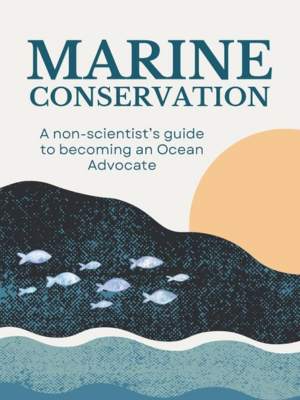 MARINE
CONSERVATION
A non-scientist's guide
to becoming an Ocean
Advocate